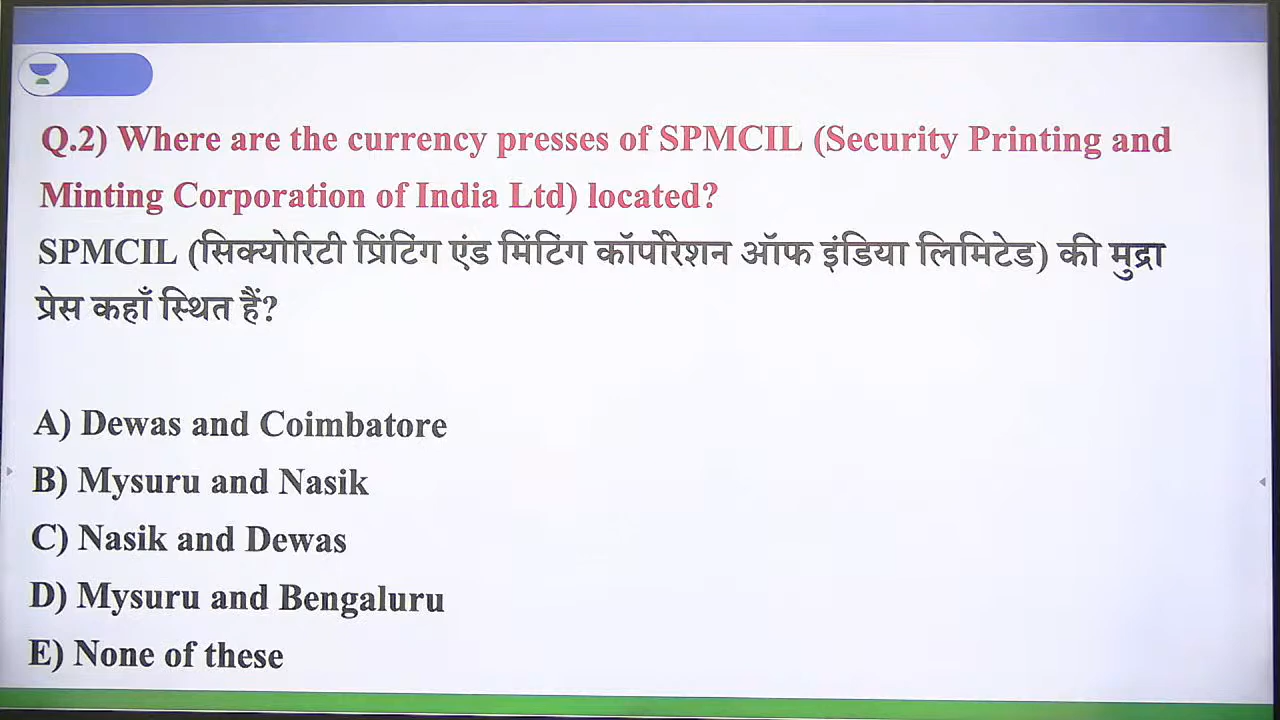 Q.2) Where are the currency presses of SPMCIL (Security Printing and
Minting Corporation of India Ltd) located?
SPMCIL (सिक्योरिटी प्रिंटिंग एंड मिंटिंग कॉर्पोरेशन ऑफ इंडिया लिमिटेड) की मुद्रा
प्रेस कहाँ स्थित हैं?
A) Dewas and Coimbatore
B) Mysuru and Nasik
C) Nasik and Dewas
D) Mysuru and Bengaluru
E) None of these